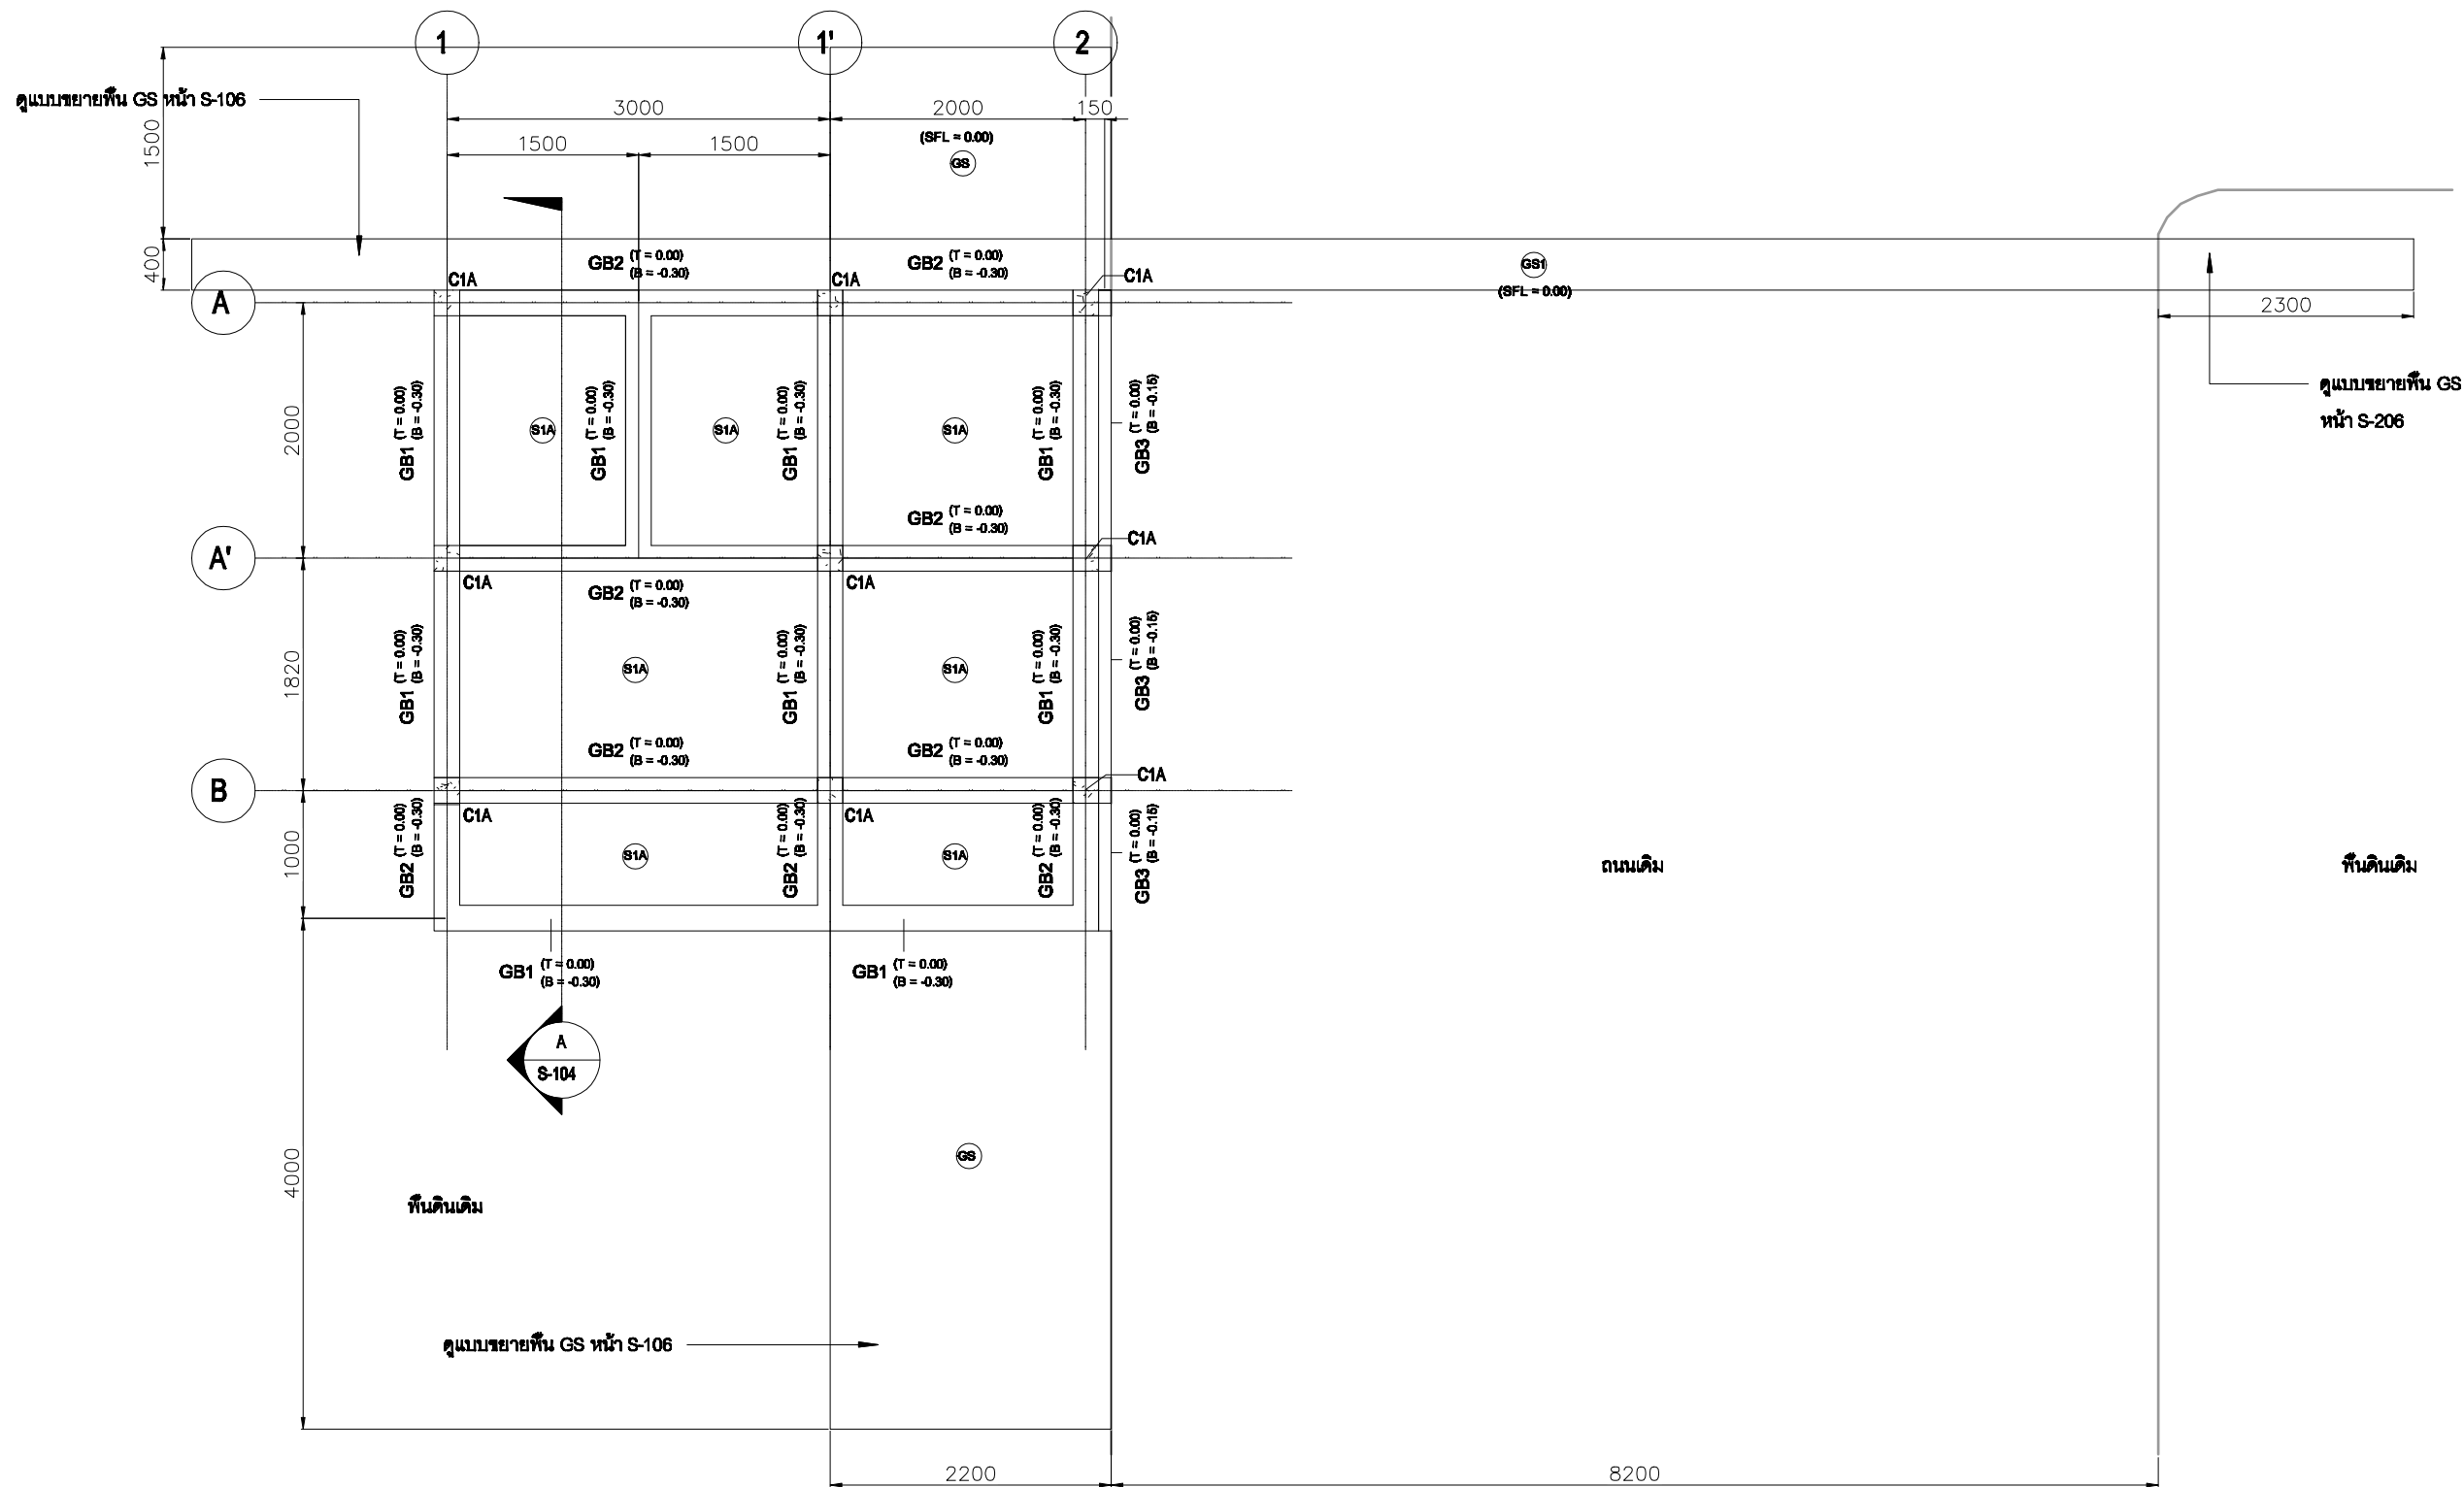 1
1'
2
ดูแบบขยายพื้น GS หน้า S-106
3000
2000
150
1500
1500
1500
(SFL = 0.00)
GS
400
GB2 (T = 0.00)
(B = -0.30)
GB2 (T = 0.00)
(B = -0.30)
C1A
C1A
C1A
GS1
(SFL = 0.00)
A
2300
ดูแบบขยายพื้น GS
หน้า S-206
2000
GB1 (T = 0.00)
(B = -0.30)
S1A
GB1 (T = 0.00)
(B = -0.30)
S1A
GB1 (T = 0.00)
(B = -0.30)
S1A
GB1 (T = 0.00)
(B = -0.30)
GB3 (T = 0.00)
(B = -0.15)
GB2 (T = 0.00)
(B = -0.30)
C1A
A'
C1A
C1A
GB2 (T = 0.00)
(B = -0.30)
1820
GB1 (T = 0.00)
(B = -0.30)
S1A
GB1 (T = 0.00)
(B = -0.30)
S1A
GB1 (T = 0.00)
(B = -0.30)
GB3 (T = 0.00)
(B = -0.15)
GB2 (T = 0.00)
(B = -0.30)
GB2 (T = 0.00)
(B = -0.30)
C1A
B
C1A
C1A
1000
GB2 (T = 0.00)
(B = -0.30)
S1A
GB2 (T = 0.00)
(B = -0.30)
S1A
GB2 (T = 0.00)
(B = -0.30)
GB3 (T = 0.00)
(B = -0.15)
ถนนเดิม
พื้นดินเดิม
GB1 (T = 0.00)
(B = -0.30)
GB1 (T = 0.00)
(B = -0.30)
A
S-104
4000
GS
พื้นดินเดิม
ดูแบบขยายพื้น GS หน้า S-106
2200
8200